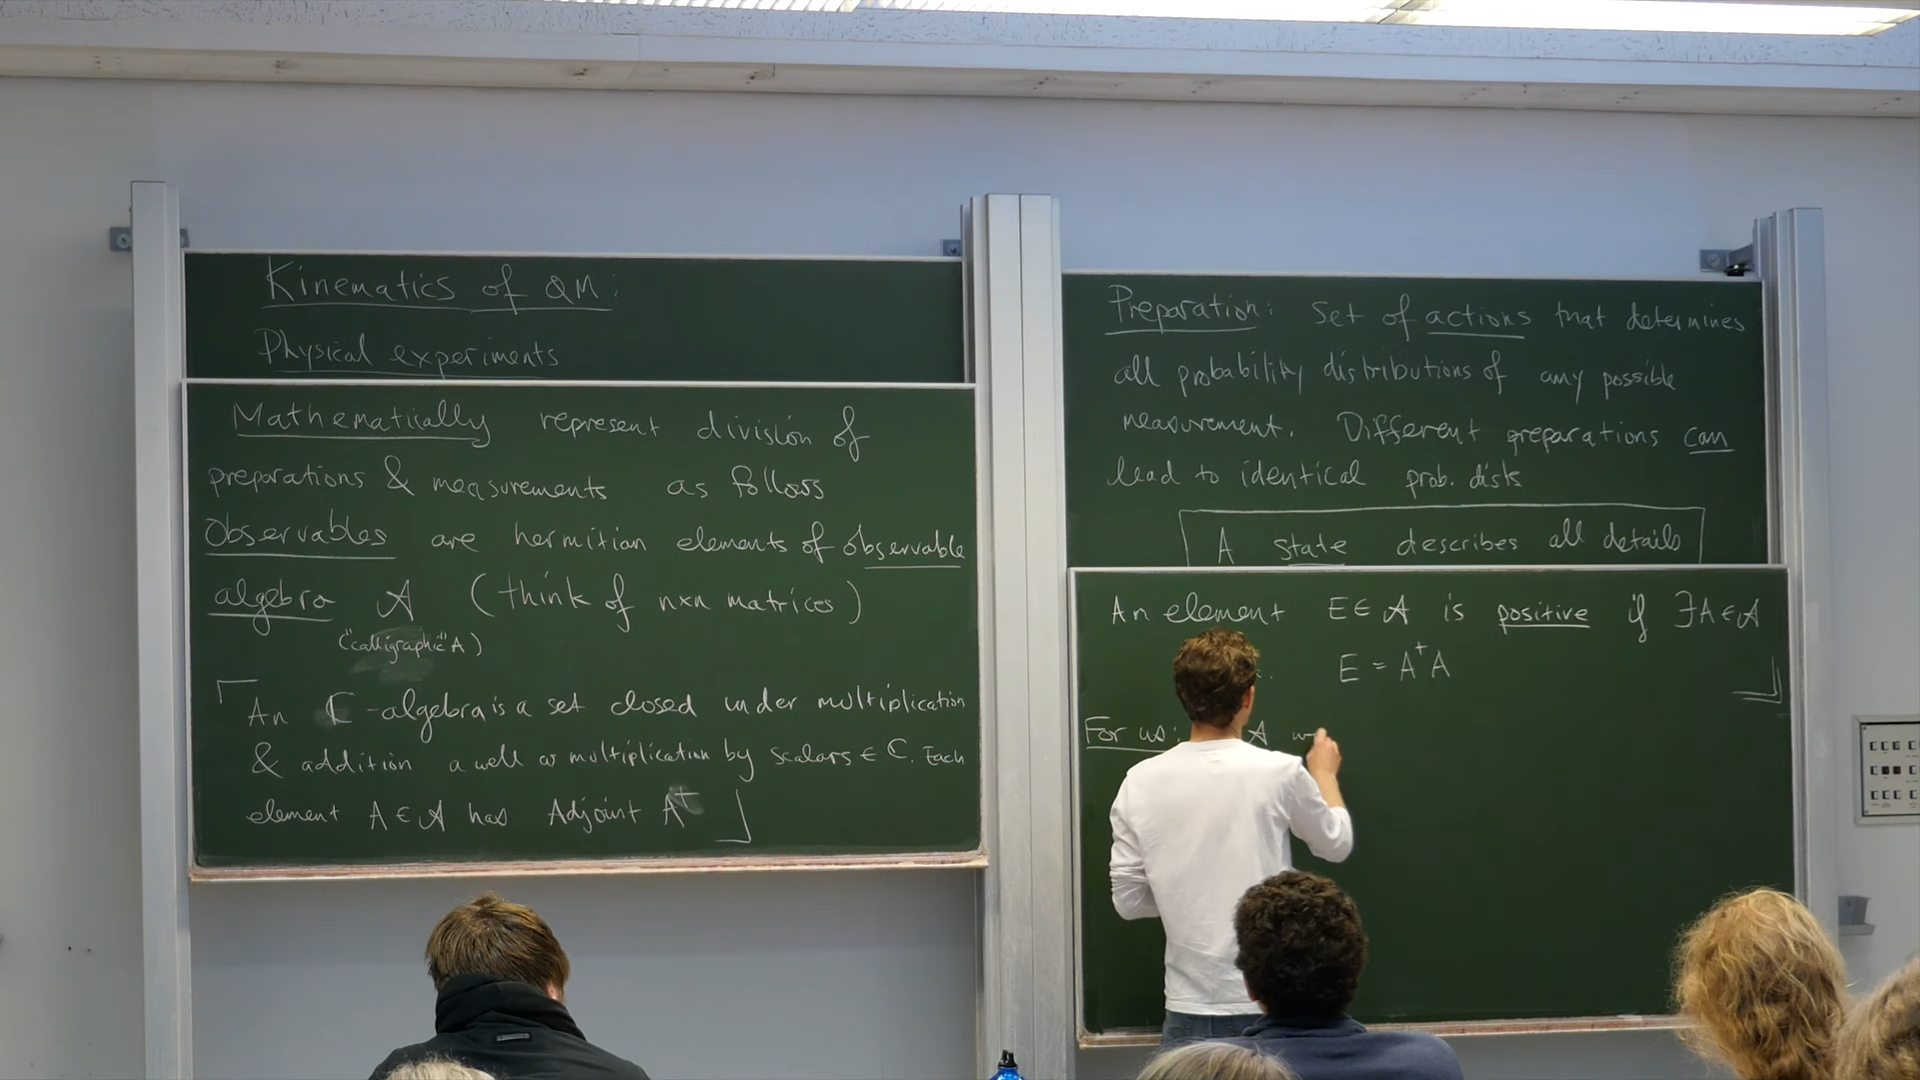 Kinematics of QM:
Physical experiments
Mathematically represent division of
preparations & measurements as follows
Observables are hermitian elements of observable
algebra 𝒜 (think of n×n matrices)
("calligraphic" A)
An ℂ-algebra is a set closed under multiplication
& addition a well as multiplication by scalars ∈ ℂ. Each
element A ∈ 𝒜 has Adjoint A†
Preparation: Set of actions that determines
all probability distributions of any possible
measurement. Different preparations can
lead to identical prob. dists
A state describes all details
An element E ∈ 𝒜 is positive if ∃A ∈ 𝒜
E = A†A
For us: 𝒜